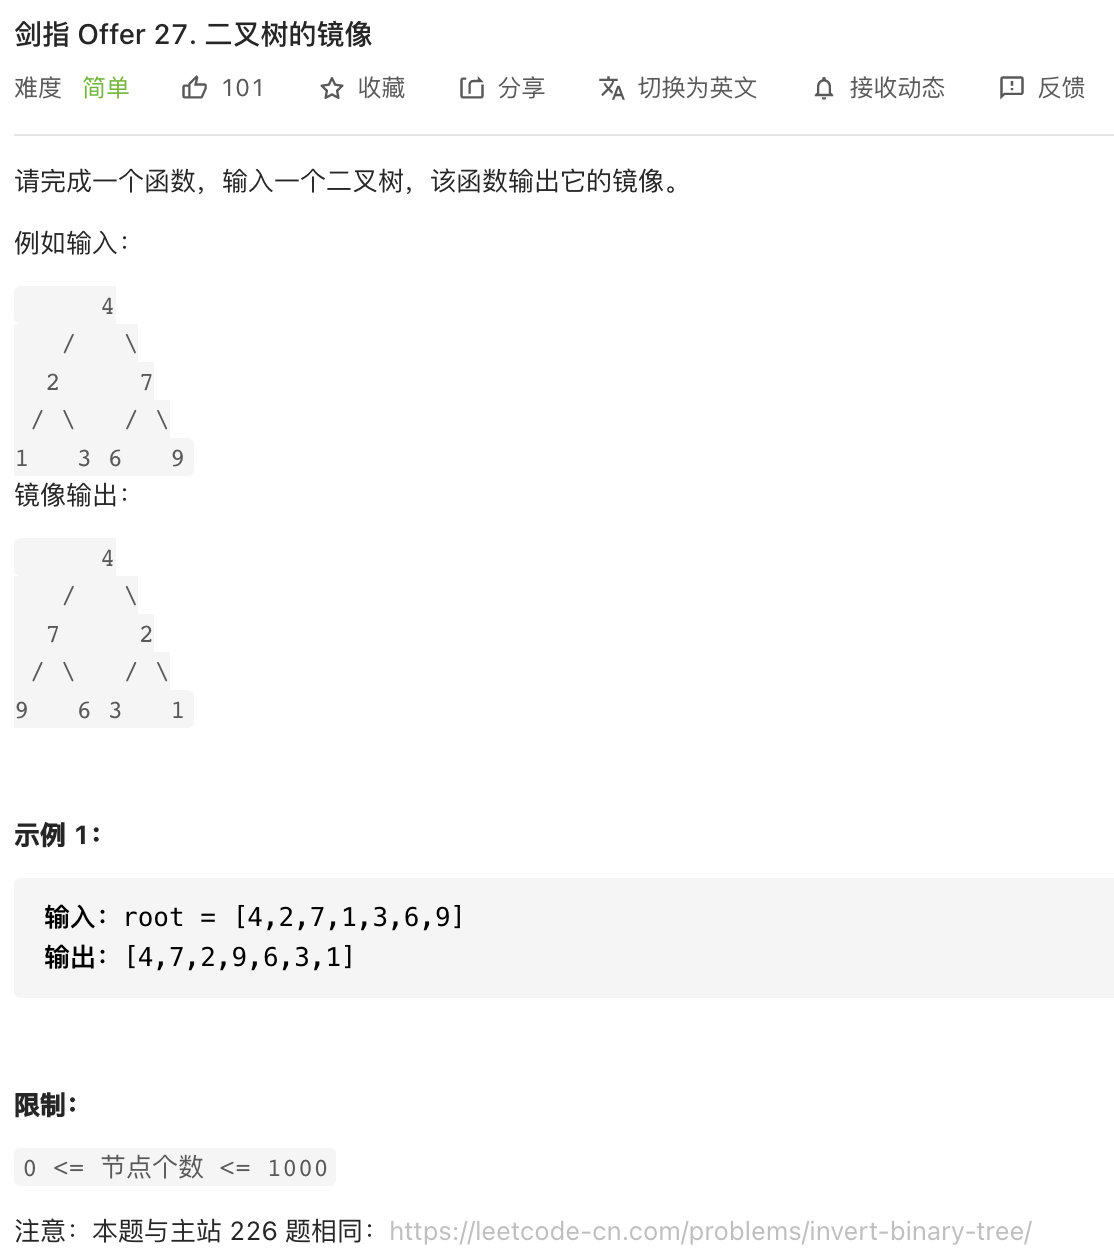 剑指 Offer 27. 二叉树的镜像
难度 简单 101 收藏 分享 切换为英文 接收动态 反馈
请完成一个函数，输入一个二叉树，该函数输出它的镜像。
例如输入：
4
/ \
2 7
/ \ / \
1 3 6 9
镜像输出：
4
/ \
7 2
/ \ / \
9 6 3 1
示例 1：
输入：root = [4,2,7,1,3,6,9]
输出：[4,7,2,9,6,3,1]
限制：
0 <= 节点个数 <= 1000
注意：本题与主站 226 题相同：https://leetcode-cn.com/problems/invert-binary-tree/